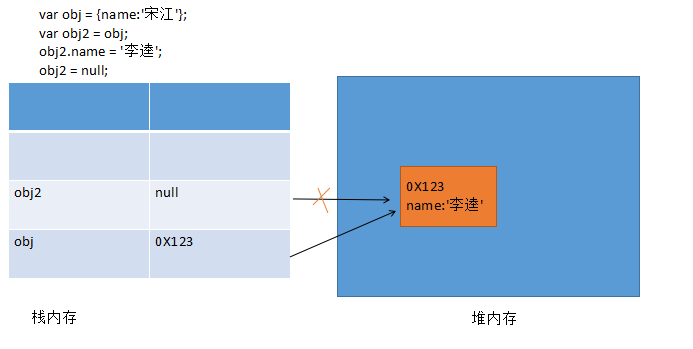 var obj = {name:'宋江'};
var obj2 = obj;
obj2.name = '李逵';
obj2 = null;
obj2 null
0X123
name:'李逵'
obj 0X123
栈内存 堆内存